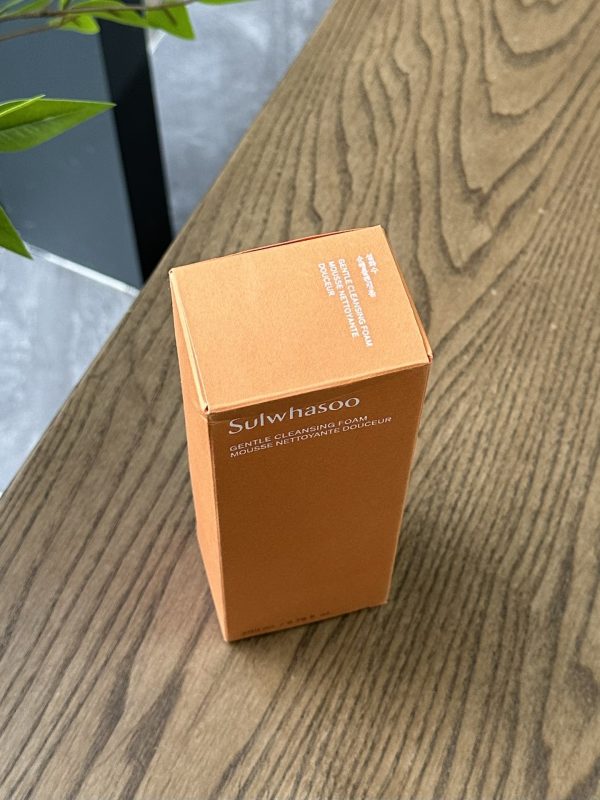 GENTLE CLEANSING FOAM
MOUSSE NETTOYANTE
DOUCEUR
Sulwhasoo
GENTLE CLEANSING FOAM
MOUSSE NETTOYANTE DOUCEUR